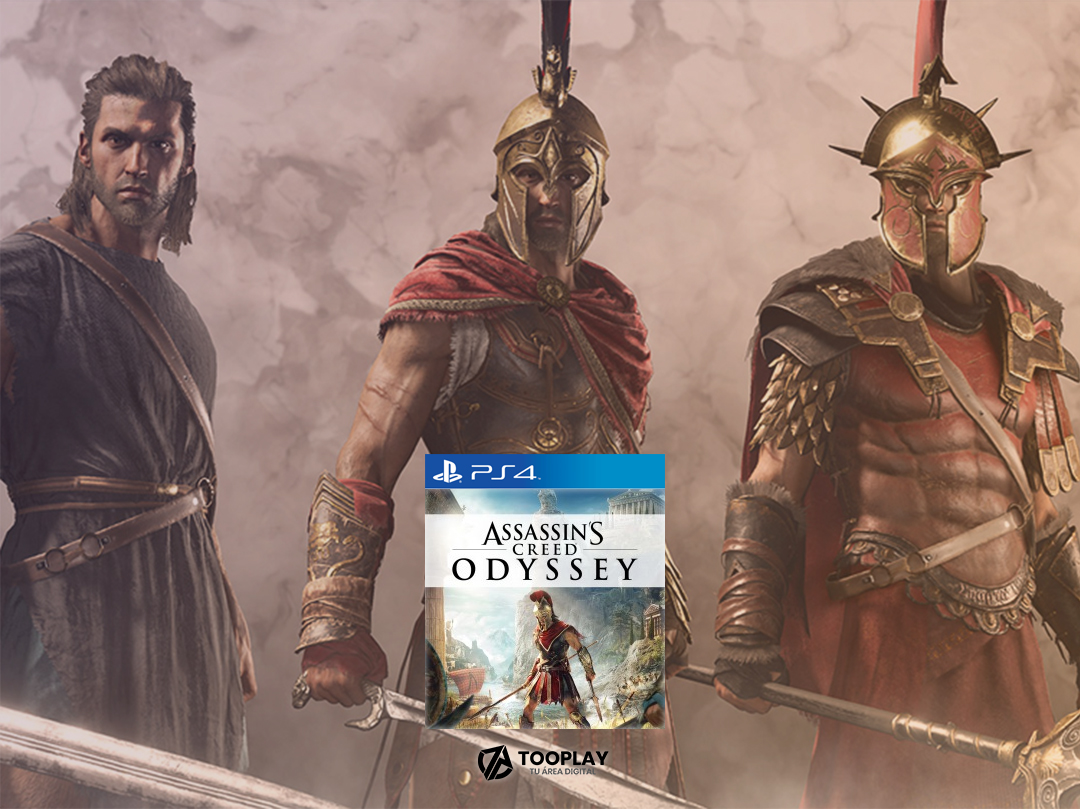 PS4
ASSASSIN'S
CREED
ODYSSEY
TOOPLAY
TU ÁREA DIGITAL